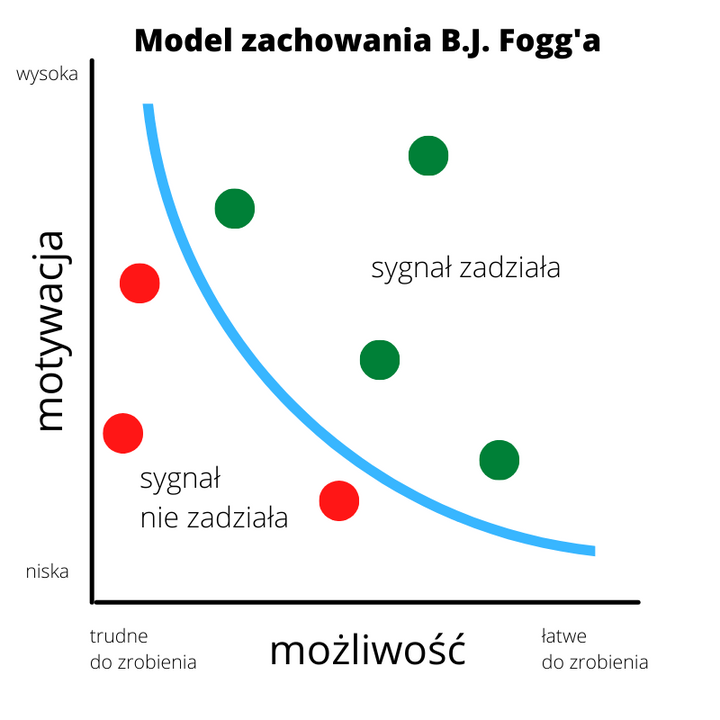 Model zachowania B.J. Fogg'a
wysoka
motywacja
sygnał zadziała
sygnał
nie zadziała
niska
trudne
do zrobienia
możliwość
łatwe
do zrobienia